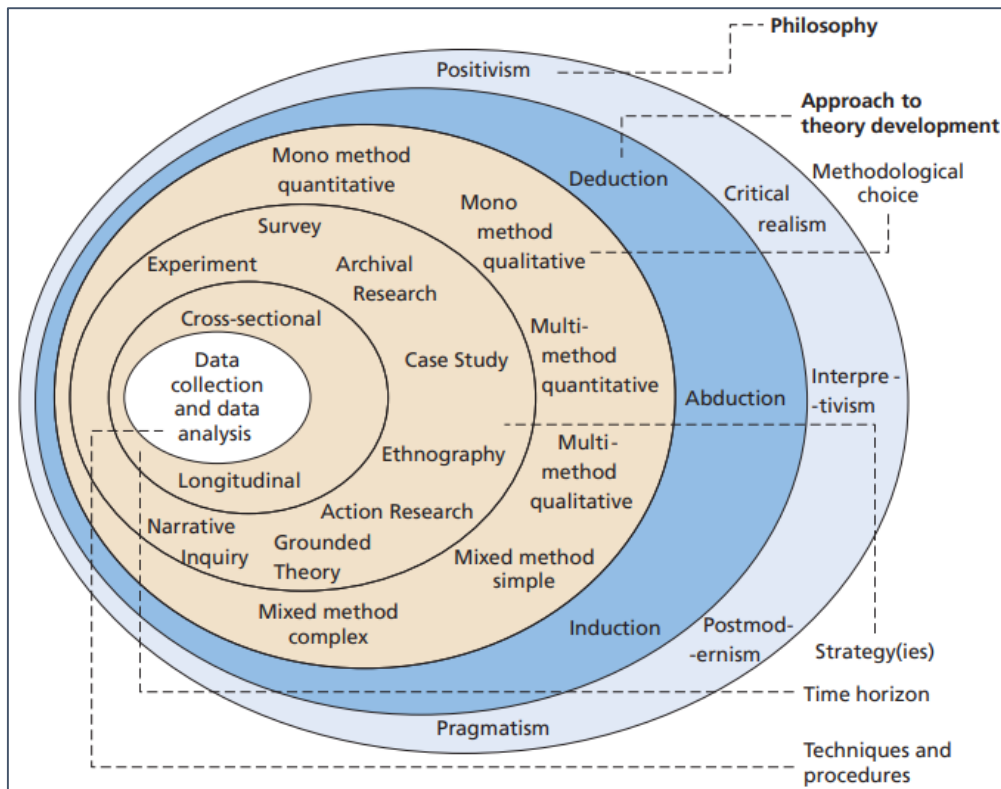 Philosophy
Positivism
Approach to
theory development
Mono method
quantitative
Deduction
Methodological
choice
Critical
realism
Mono
method
qualitative
Survey
Experiment
Archival
Research
Cross-sectional
Data
collection
and data
analysis
Case Study
Multi-
method
quantitative
Abduction
Interpre -
-tivism
Ethnography
Multi-
method
qualitative
Longitudinal
Action Research
Narrative
Inquiry
Grounded
Theory
Mixed method
simple
Mixed method
complex
Induction
Postmod-
-ernism
Strategy(ies)
Time horizon
Pragmatism
Techniques and
procedures